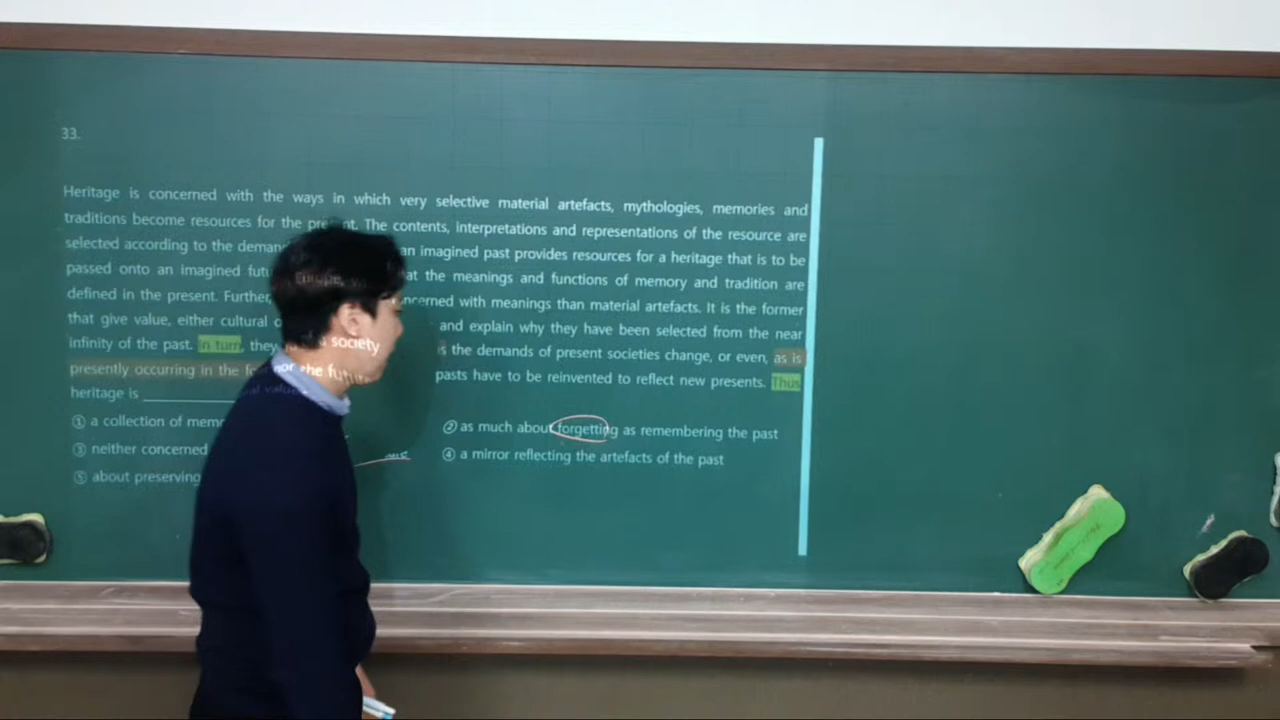 33.
Heritage is concerned with the ways in which very selective material artefacts, mythologies, memories and
traditions become resources for the present. The contents, interpretations and representations of the resource are
selected according to the an imagined past provides resources for a heritage that is to be
passed onto an imagined the meanings and functions of memory and tradition are
defined in the present. Further, with meanings than material artefacts. It is the former
that give value, either cultural and explain why they have been selected from the near
infinity of the past. In turn, they society the demands of present societies change, or even, as is
presently occurring in the nor the pasts have to be reinvented to reflect new presents. Thus
heritage is ____________
① a collection of ② as much about forgetting as remembering the past
③ neither concerned ④ a mirror reflecting the artefacts of the past
⑤ about preserving